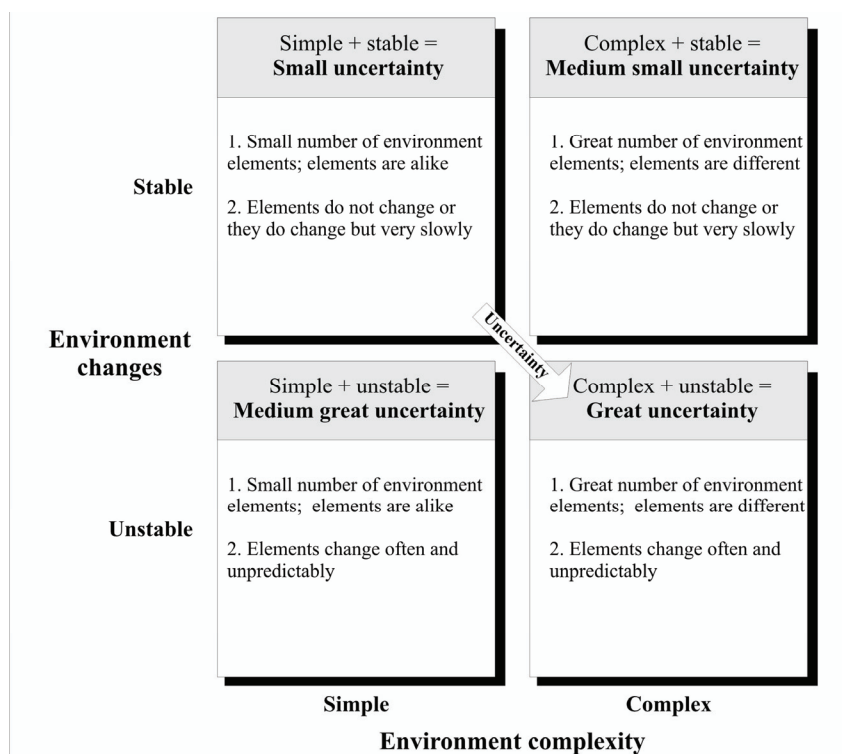 Simple + stable =
Small uncertainty
Complex + stable =
Medium small uncertainty
Stable
1. Small number of environment
elements; elements are alike
2. Elements do not change or
they do change but very slowly
1. Great number of environment
elements; elements are different
2. Elements do not change or
they do change but very slowly
Environment
changes
Uncertainty
Simple + unstable =
Medium great uncertainty
Complex + unstable =
Great uncertainty
Unstable
1. Small number of environment
elements; elements are alike
2. Elements change often and
unpredictably
1. Great number of environment
elements; elements are different
2. Elements change often and
unpredictably
Simple
Complex
Environment complexity